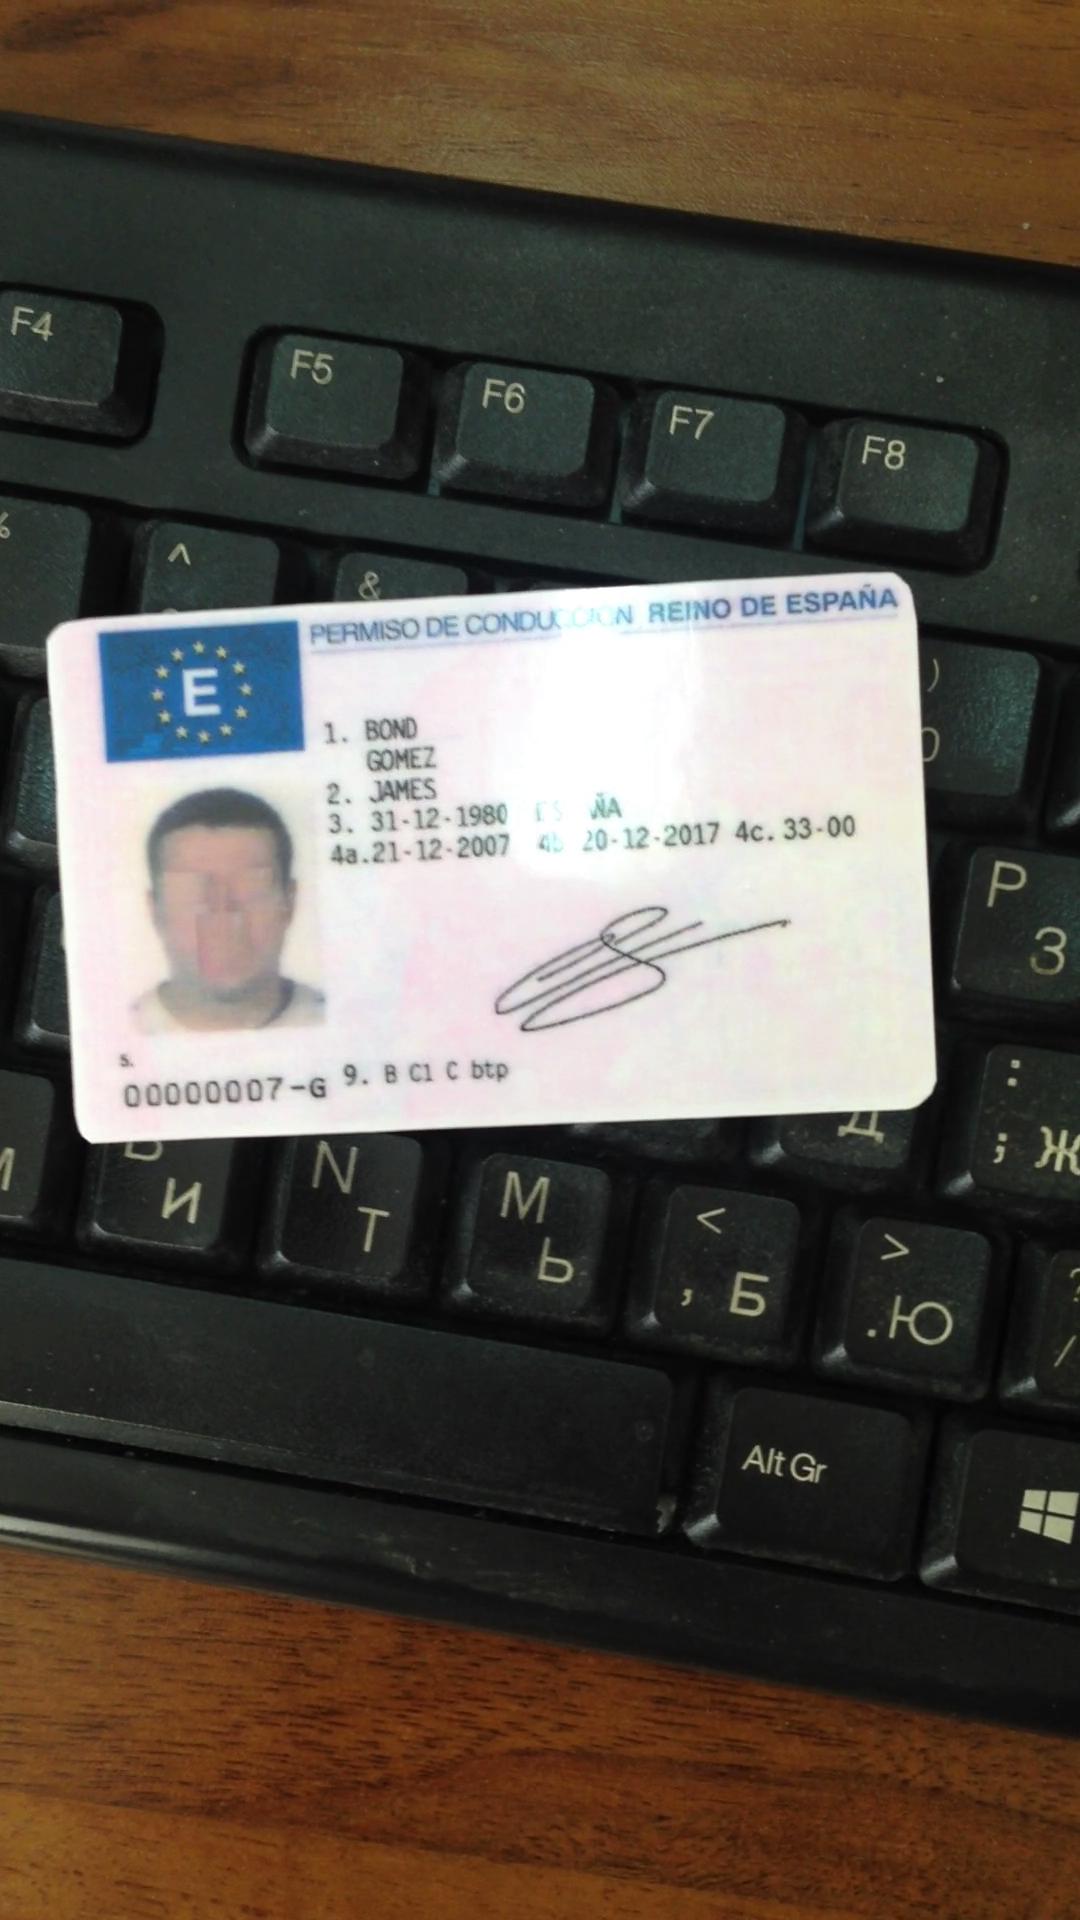 F4
F5
F6
F7
F8
%
^
&
)
0
PERMISO DE CONDUCCIÓN REINO DE ESPAÑA
E
1. BOND
GOMEZ
2. JAMES
3. 31-12-1980 ESPAÑA
4a.21-12-2007 4b 20-12-2017 4c. 33-00
5.
00000007-G 9. B C1 C btp
P
З
:
; Ж
Д
И
N
Т
M
Ь
<
, Б
>
. Ю
?
/
Alt Gr